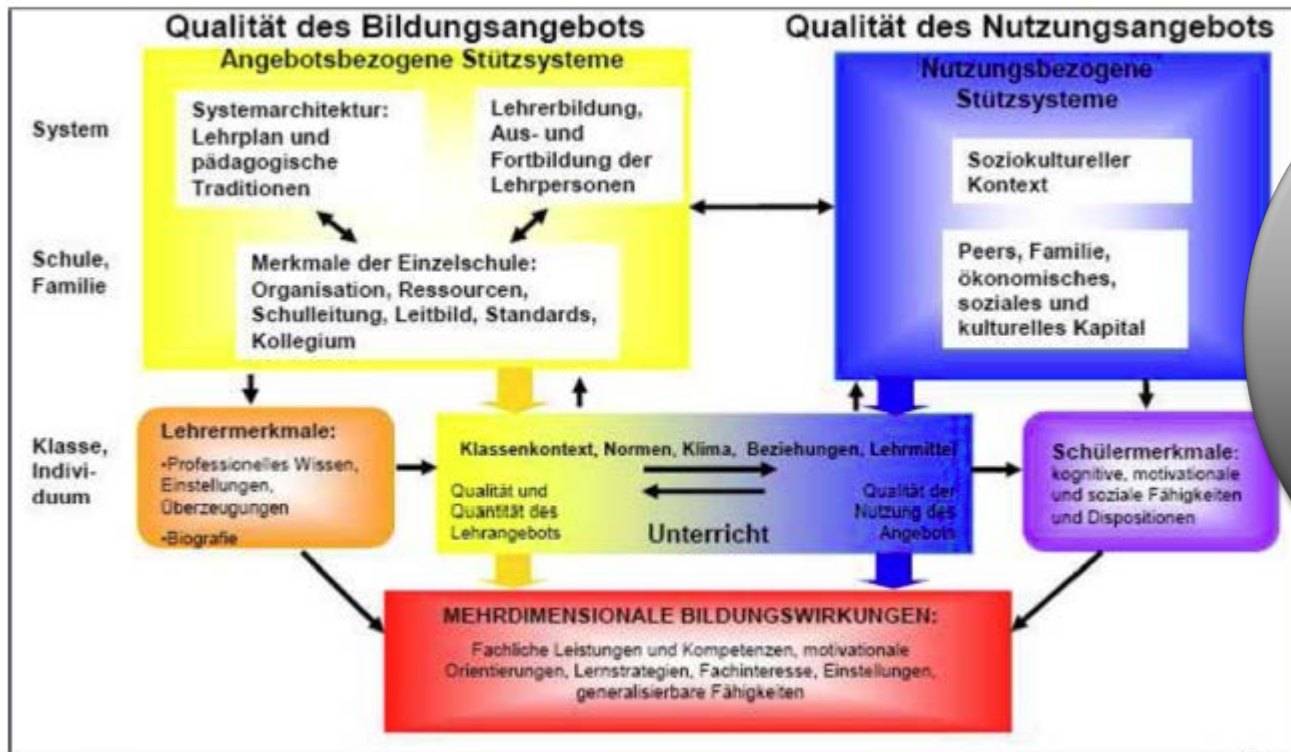 Qualität des Bildungsangebots
Qualität des Nutzungsangebots
Angebotsbezogene Stützsysteme
Nutzungsbezogene
Stützsysteme
System
Systemarchitektur:
Lehrplan und
pädagogische
Traditionen
Lehrerbildung,
Aus- und
Fortbildung der
Lehrpersonen
Soziokultureller
Kontext
Schule,
Familie
Merkmale der Einzelschule:
Organisation, Ressourcen,
Schulleitung, Leitbild, Standards,
Kollegium
Peers, Familie,
ökonomisches,
soziales und
kulturelles Kapital
Klasse,
Indivi-
duum
Lehrermerkmale:
•Professionelles Wissen,
Einstellungen,
Überzeugungen
•Biografie
Klassenkontext, Normen, Klima, Beziehungen, Lehrmittel
Qualität und
Quantität des
Lehrangebots
Unterricht
Qualität der
Nutzung des
Angebots
Schülermerkmale:
kognitive, motivationale
und soziale Fähigkeiten
und Dispositionen
MEHRDIMENSIONALE BILDUNGSWIRKUNGEN:
Fachliche Leistungen und Kompetenzen, motivationale
Orientierungen, Lernstrategien, Fachinteresse, Einstellungen,
generalisierbare Fähigkeiten